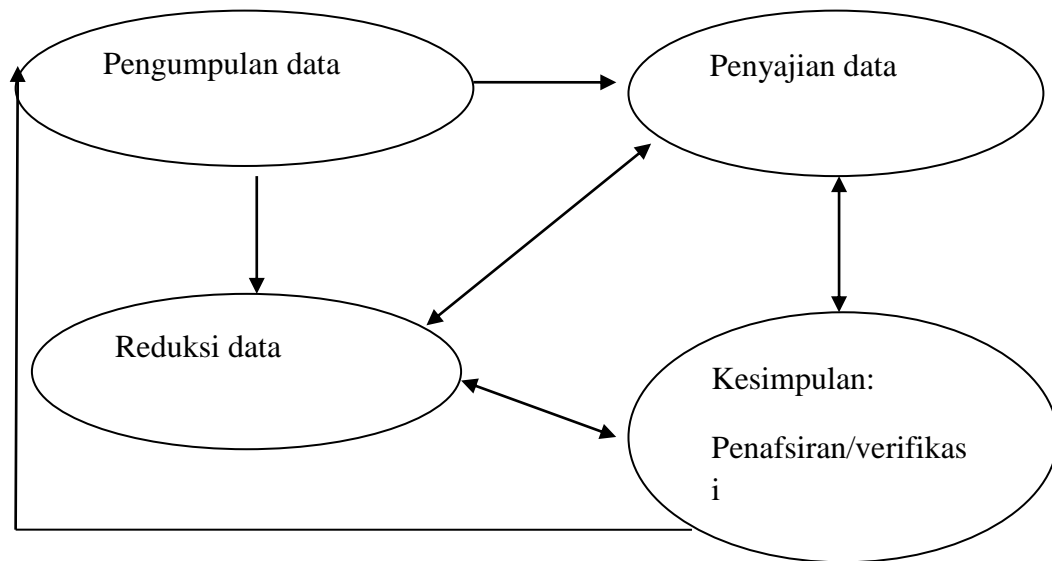 Pengumpulan data
Penyajian data
Reduksi data
Kesimpulan:
Penafsiran/verifikas
i